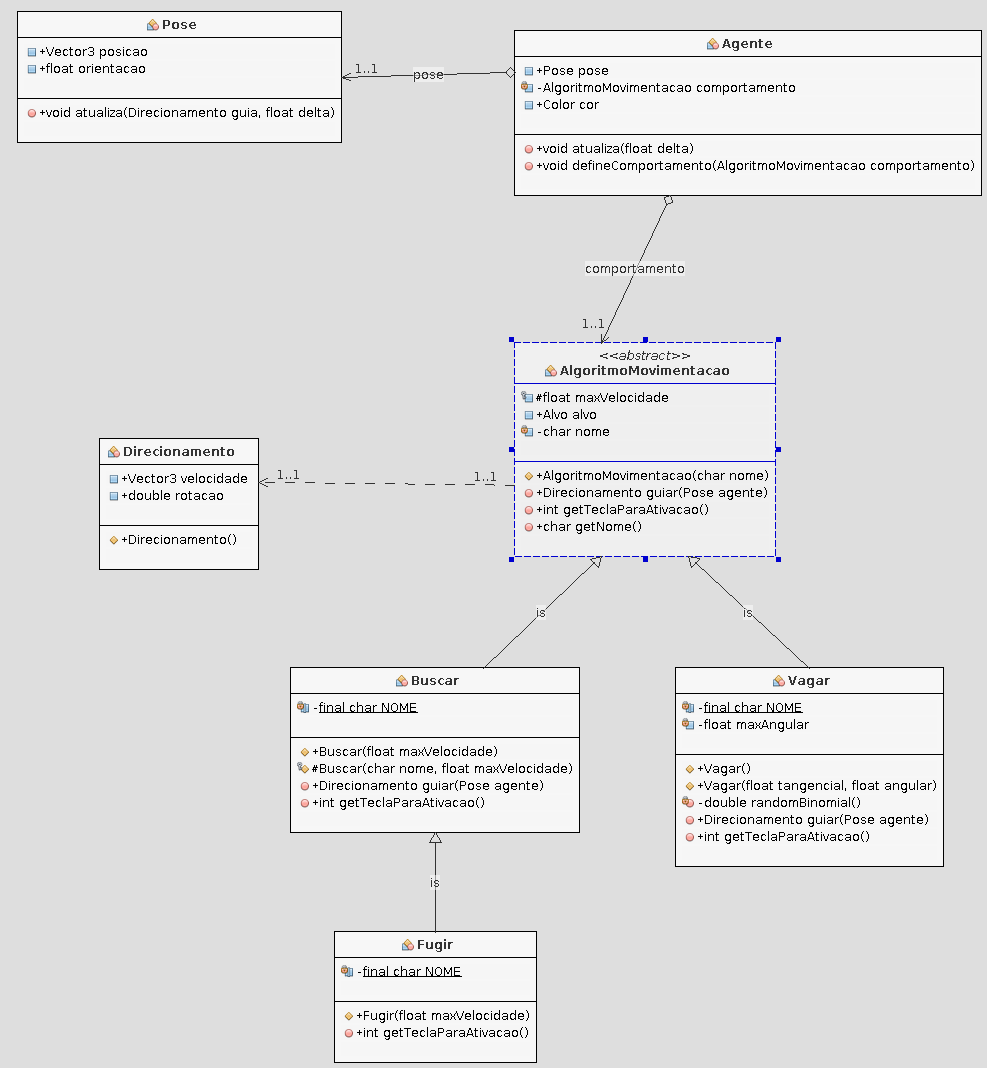 Pose
+Vector3 posicao
+float orientacao
+void atualiza(Direcionamento guia, float delta)
1..1
pose
Agente
+Pose pose
-AlgoritmoMovimentacao comportamento
+Color cor
+void atualiza(float delta)
+void defineComportamento(AlgoritmoMovimentacao comportamento)
comportamento
1..1
<<abstract>>
AlgoritmoMovimentacao
#float maxVelocidade
+Alvo alvo
-char nome
+AlgoritmoMovimentacao(char nome)
+Direcionamento guiar(Pose agente)
+int getTeclaParaAtivacao()
+char getNome()
Direcionamento
+Vector3 velocidade
+double rotacao
+Direcionamento()
1..1
1..1
is
is
Buscar
-final char NOME
+Buscar(float maxVelocidade)
#Buscar(char nome, float maxVelocidade)
+Direcionamento guiar(Pose agente)
+int getTeclaParaAtivacao()
Vagar
-final char NOME
-float maxAngular
+Vagar()
+Vagar(float tangencial, float angular)
-double randomBinomial()
+Direcionamento guiar(Pose agente)
+int getTeclaParaAtivacao()
is
Fugir
-final char NOME
+Fugir(float maxVelocidade)
+int getTeclaParaAtivacao()